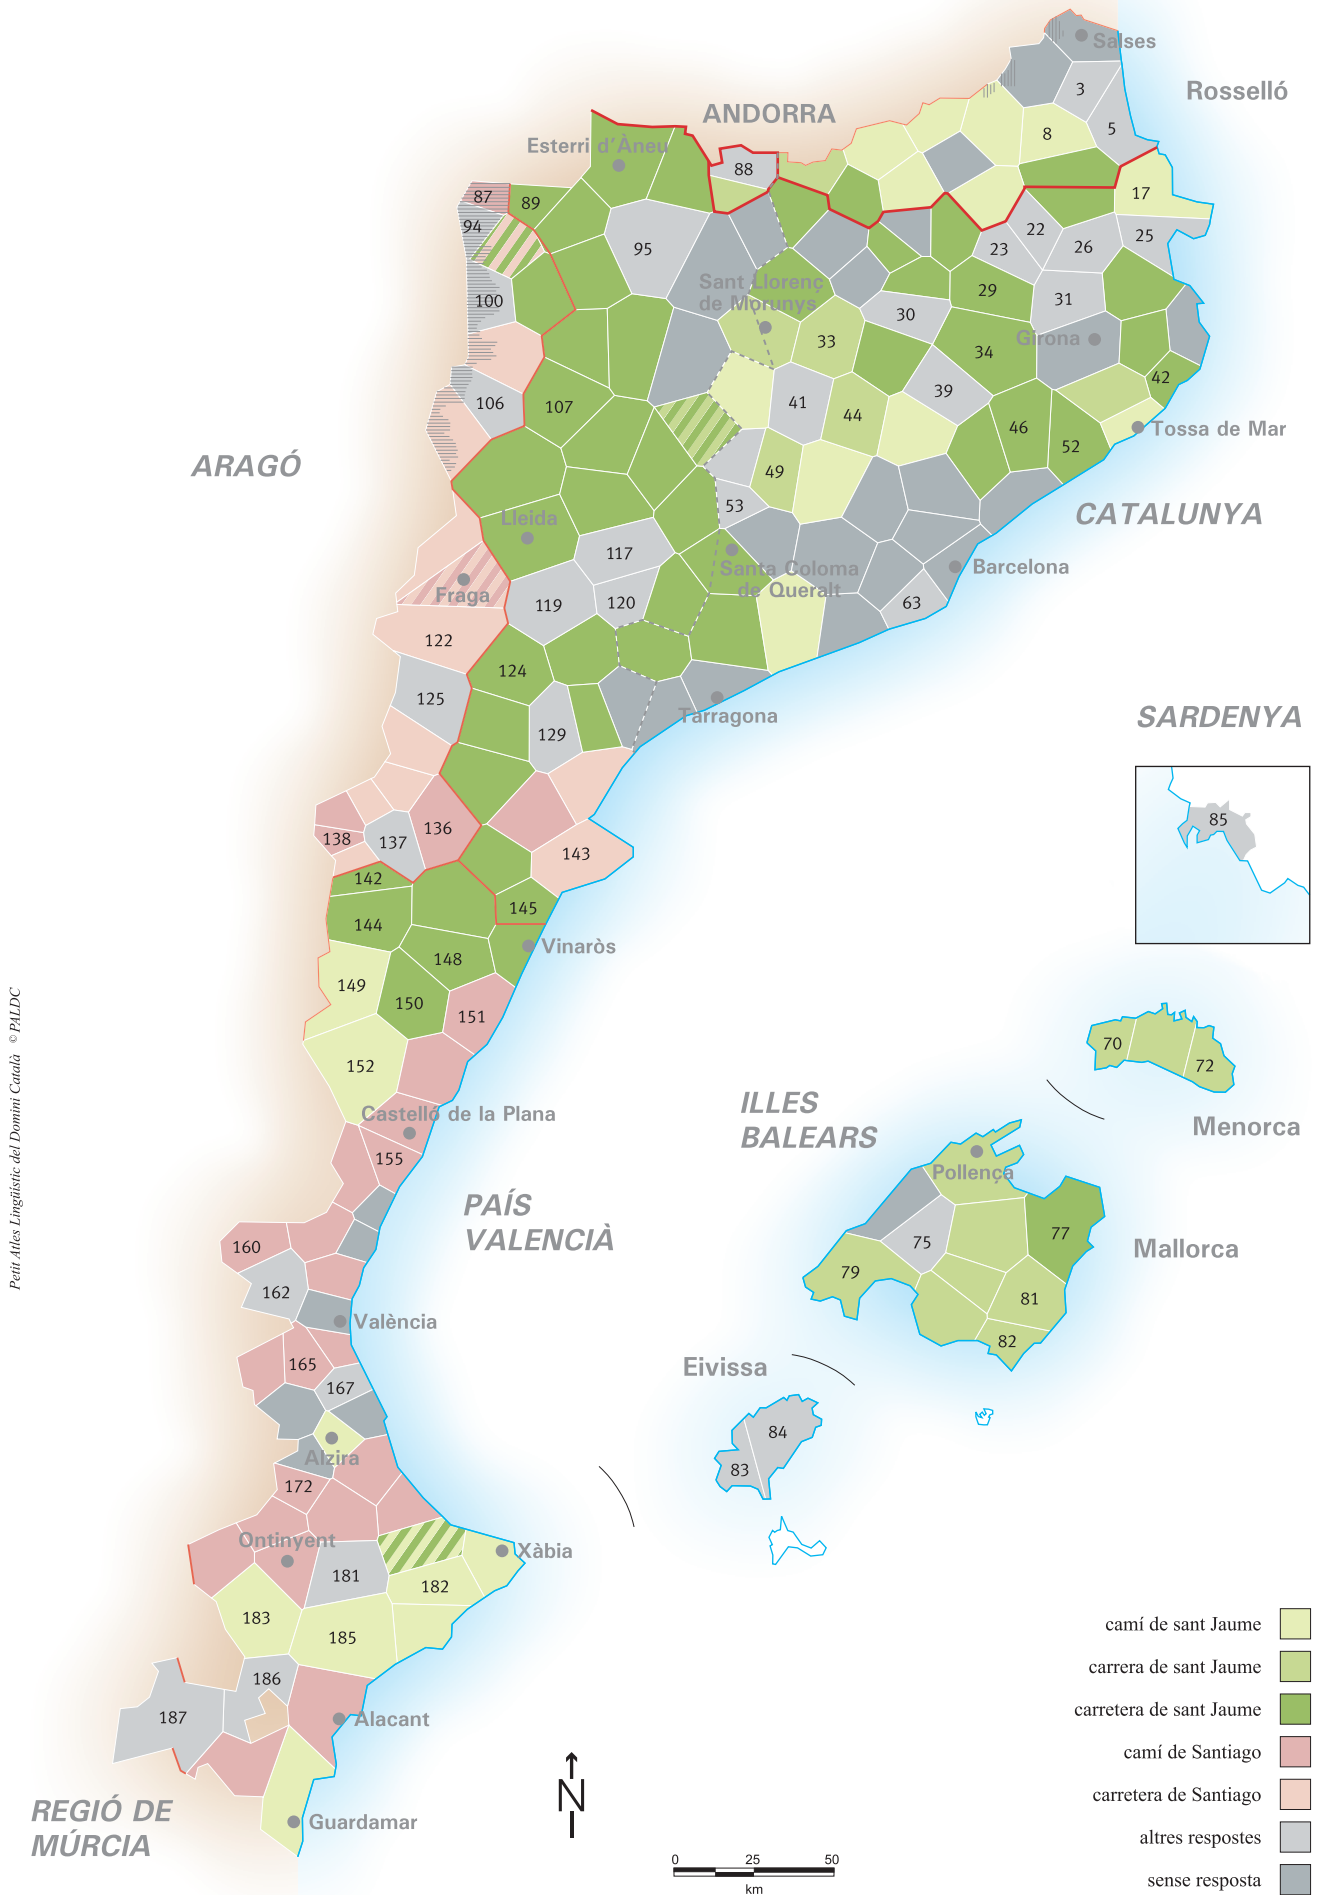 Salses
Rosselló
3
ANDORRA
5
8
Esterri d'Àneu
88
87
89
17
94
22
25
95
23
26
Sant Llorenç
de Morunys
29
100
31
30
33
Girona
34
42
39
106
107
41
44
46
Tossa de Mar
52
ARAGÓ
49
53
CATALUNYA
Lleida
117
Santa Coloma
de Queralt
Barcelona
Fraga
119
120
63
122
124
125
Tarragona
129
SARDENYA
85
136
138
137
143
142
145
144
Vinaròs
148
149
150
151
Petit Atles Lingüístic del Domini Català © PALDC
70
72
152
ILLES
BALEARS
Castelló de la Plana
Menorca
155
Pollença
PAÍS
VALENCIÀ
77
160
75
Mallorca
79
162
81
València
82
165
Eivissa
167
84
Alzira
83
172
Ontinyent
Xàbia
181
182
183
185
camí de sant Jaume
186
carrera de sant Jaume
187
Alacant
carretera de sant Jaume
camí de Santiago
N
carretera de Santiago
REGIÓ DE
MÚRCIA
Guardamar
altres respostes
0 25 50
km
sense resposta